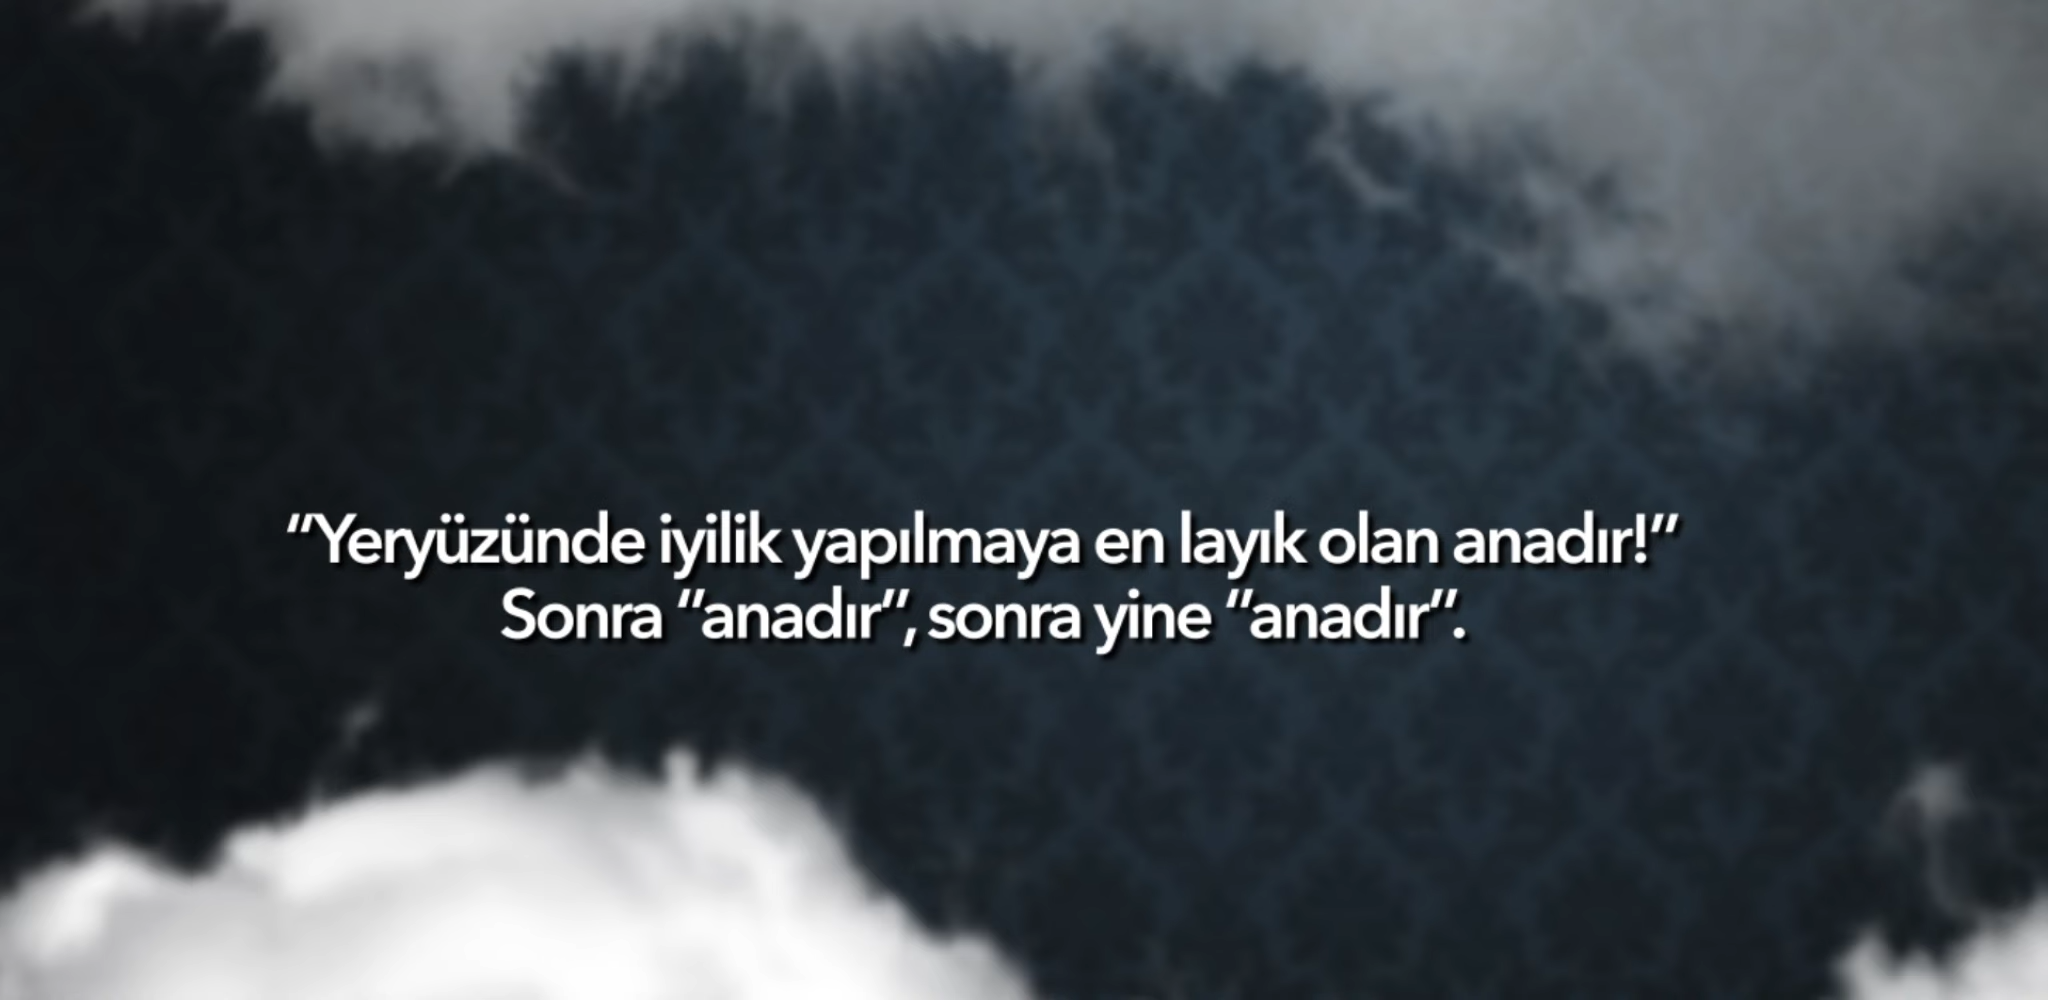 “Yeryüzünde iyilik yapılmaya en layık olan anadır!”
Sonra “anadır”, sonra yine “anadır”.